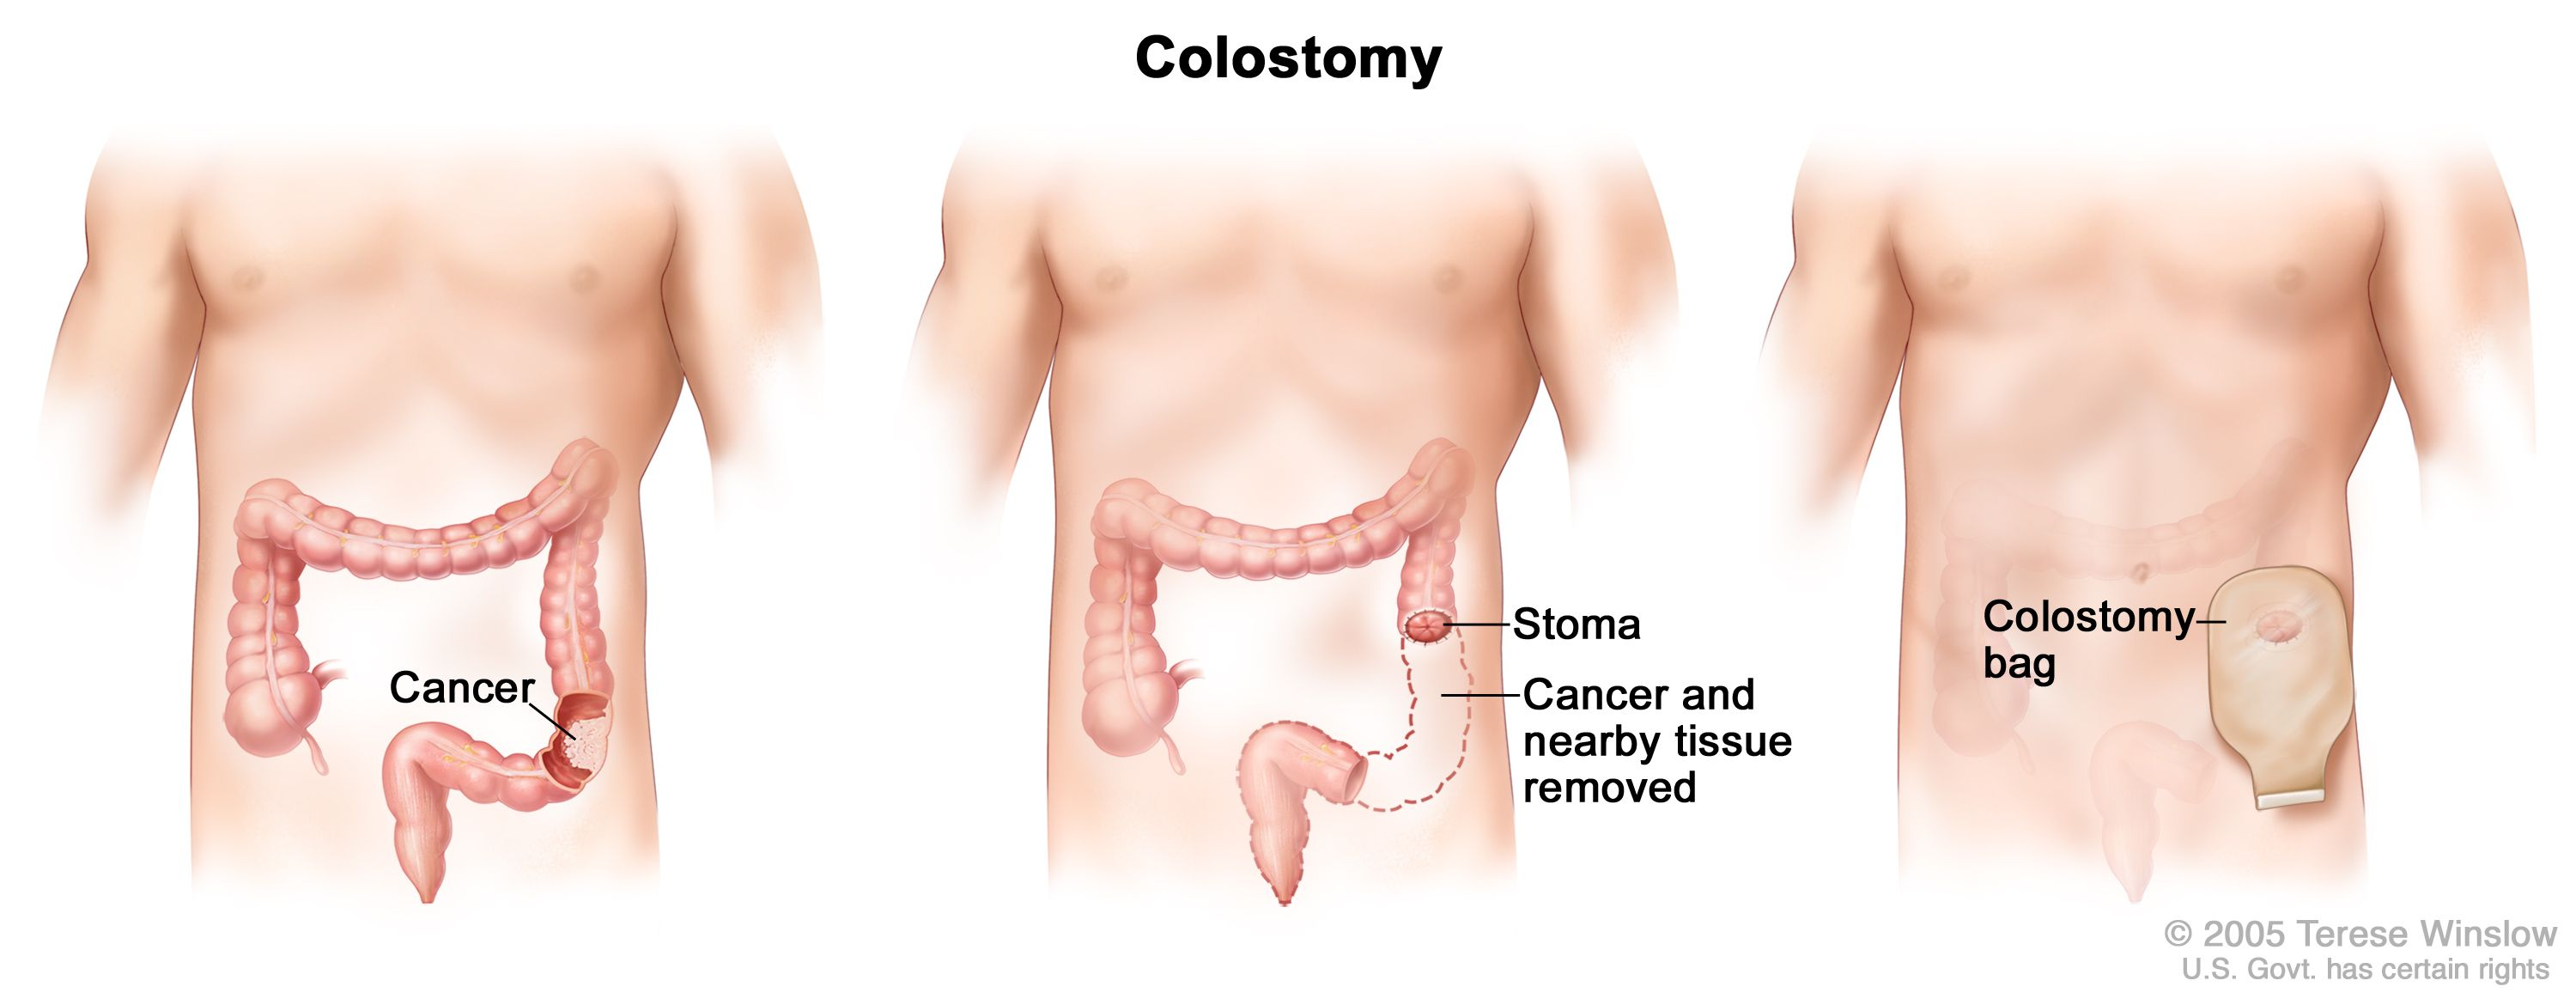 Colostomy
Cancer
Stoma
Cancer and
nearby tissue
removed
Colostomy
bag
© 2005 Terese Winslow
U.S. Govt. has certain rights